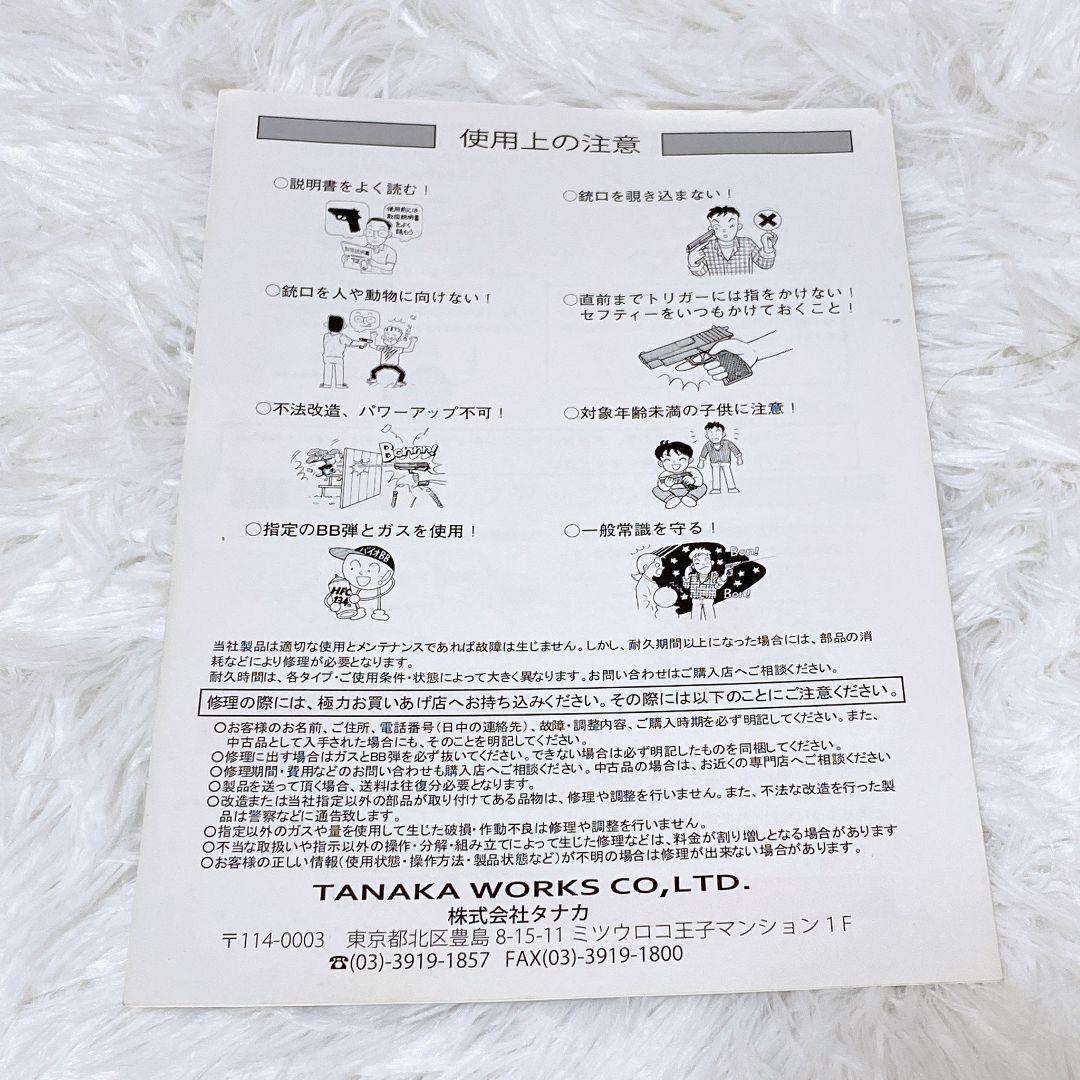 使用上の注意
○説明書をよく読む！
○銃口を覗き込まない！
使用前には
取扱説明書
をよく
読もう
○銃口を人や動物に向けない！
○直前までトリガーには指をかけない！
セフティーをいつもかけておくこと！
○不法改造、パワーアップ不可！
○対象年齢未満の子供に注意！
Bonnn!
○指定のBB弾とガスを使用！
○一般常識を守る！
バイオBB
HFC
134a
Bon!
Bon!
当社製品は適切な使用とメンテナンスであれば故障は生じません。しかし、耐久期間以上になった場合には、部品の消
耗などにより修理が必要となります。
耐久時間は、各タイプ・ご使用条件・状態によって大きく異なります。お問い合わせはご購入店へご相談ください。
修理の際には、極力お買いあげ店へお持ち込みください。その際には以下のことにご注意ください。
○お客様のお名前、ご住所、電話番号（日中の連絡先）、故障・調整内容、ご購入時期を必ず明記してください。また、
中古品として入手された場合にも、そのことを明記してください。
○修理に出す場合はガスとBB弾を必ず抜いてください。できない場合は必ず明記したものを同梱してください。
○修理期間・費用などのお問い合わせも購入店へご相談ください。中古品の場合は、お近くの専門店へご相談ください
○製品を送って頂く場合、送料は往復分必要となります。
○改造または当社指定以外の部品が取り付けてある品物は、修理や調整を行いません。また、不法な改造を行った製
品は警察などに通告致します。
○指定以外のガスや量を使用して生じた破損・作動不良は修理や調整を行いません。
○不当な取扱いや指示以外の操作・分解・組み立てによって生じた修理などは、料金が割り増しとなる場合があります
○お客様の正しい情報（使用状態・操作方法・製品状態など）が不明の場合は修理が出来ない場合があります。
TANAKA WORKS CO,LTD.
株式会社タナカ
〒114-0003 東京都北区豊島 8-15-11 ミツウロコ王子マンション１F
☎(03)-3919-1857 FAX(03)-3919-1800